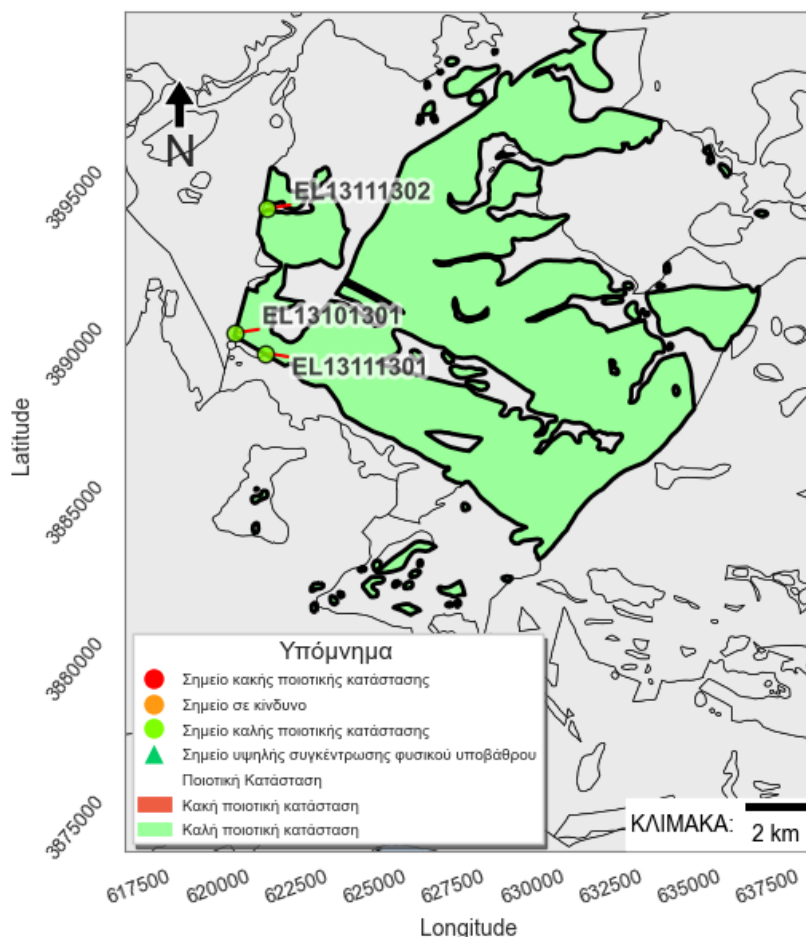 N
EL13111302
EL13101301
EL13111301
3895000
3890000
3885000
3880000
3875000
Latitude
Υπόμνημα
Σημείο κακής ποιοτικής κατάστασης
Σημείο σε κίνδυνο
Σημείο καλής ποιοτικής κατάστασης
Σημείο υψηλής συγκέντρωσης φυσικού υποβάθρου
Ποιοτική Κατάσταση
Κακή ποιοτική κατάσταση
Καλή ποιοτική κατάσταση
ΚΛΙΜΑΚΑ:
2 km
617500
620000
622500
625000
627500
630000
632500
635000
637500
Longitude